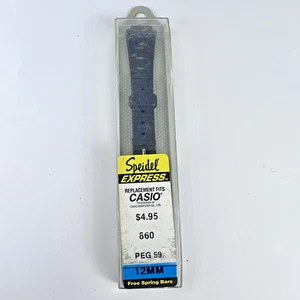 Speidel
EXPRESS
REPLACEMENT FITS
CASIO
$4.95
860
PEG 59
12MM
Free Spring Bars